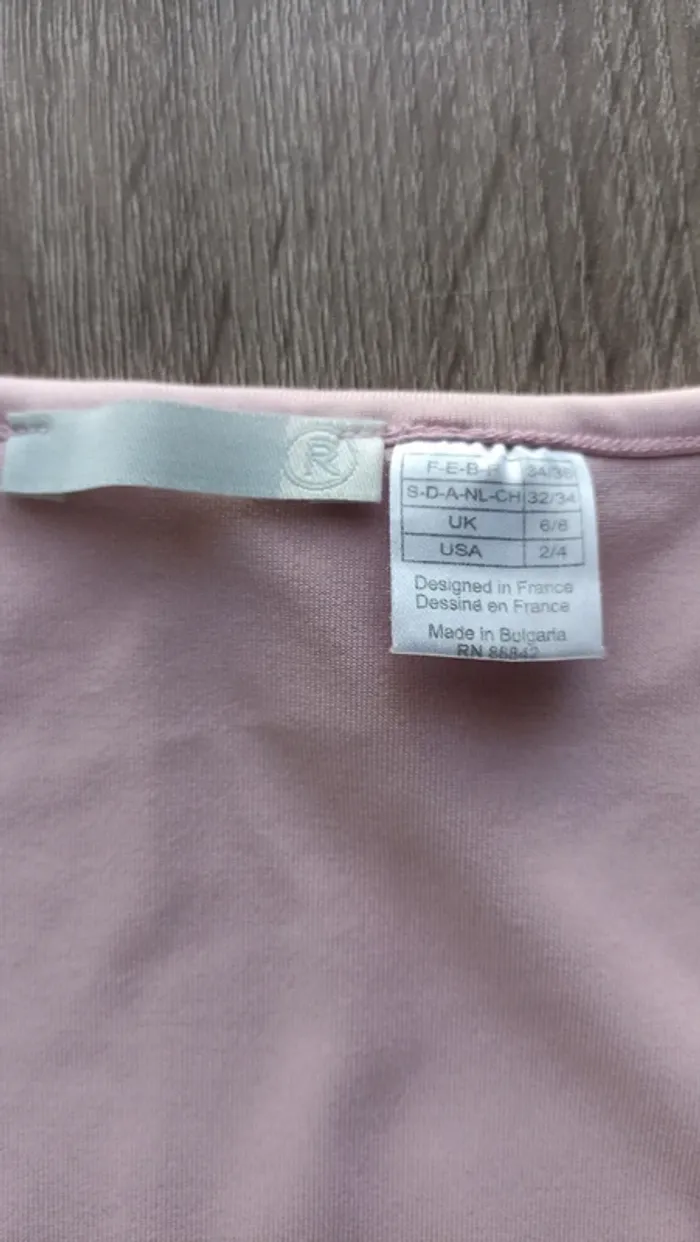 R
F-E-B-P 34/36
S-D-A-NL-CH 32/34
UK 6/8
USA 2/4
Designed in France
Dessiné en France
Made in Bulgaria
RN 88842